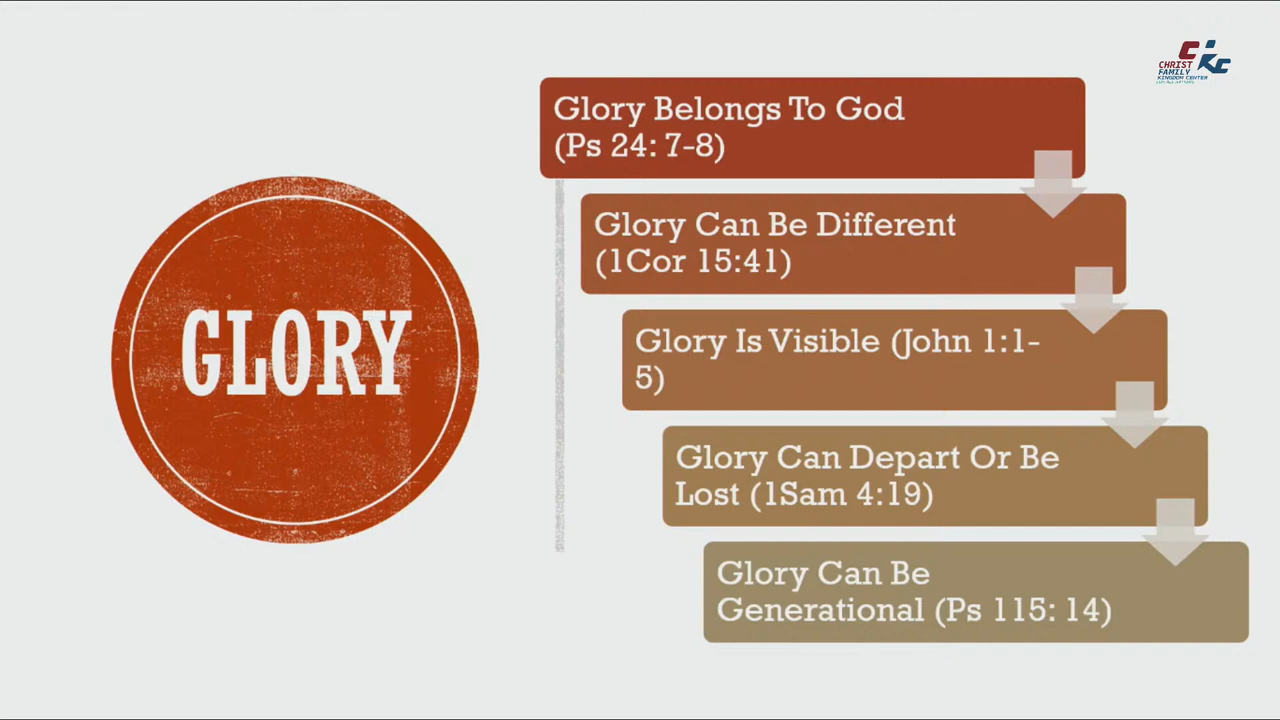 CHRIST
FAMILY
KINGDOM CENTER
GLORY
Glory Belongs To God
(Ps 24: 7-8)
Glory Can Be Different
(1Cor 15:41)
Glory Is Visible (John 1:1-
5)
Glory Can Depart Or Be
Lost (1Sam 4:19)
Glory Can Be
Generational (Ps 115: 14)